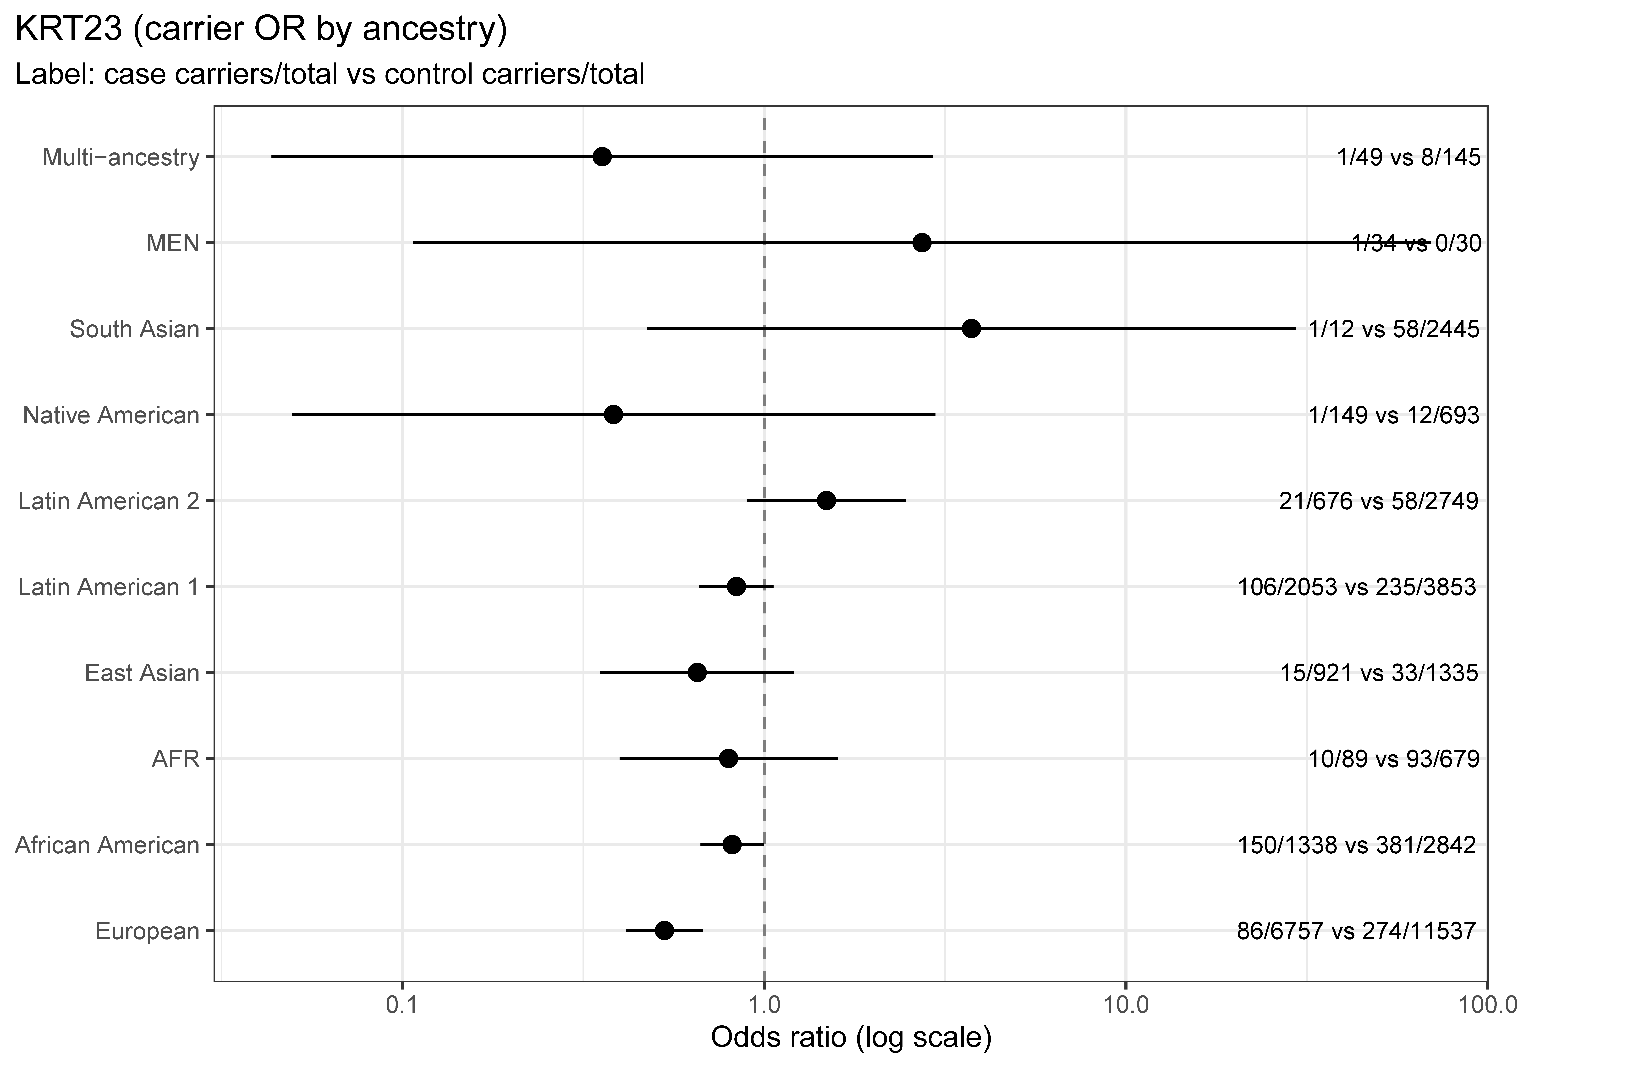 KRT23 (carrier OR by ancestry)
Label: case carriers/total vs control carriers/total
Multi−ancestry
1/49 vs 8/145
MEN
1/34 vs 0/30
South Asian
1/12 vs 58/2445
Native American
1/149 vs 12/693
Latin American 2
21/676 vs 58/2749
Latin American 1
106/2053 vs 235/3853
East Asian
15/921 vs 33/1335
AFR
10/89 vs 93/679
African American
150/1338 vs 381/2842
European
86/6757 vs 274/11537
0.1 1.0 10.0 100.0
Odds ratio (log scale)